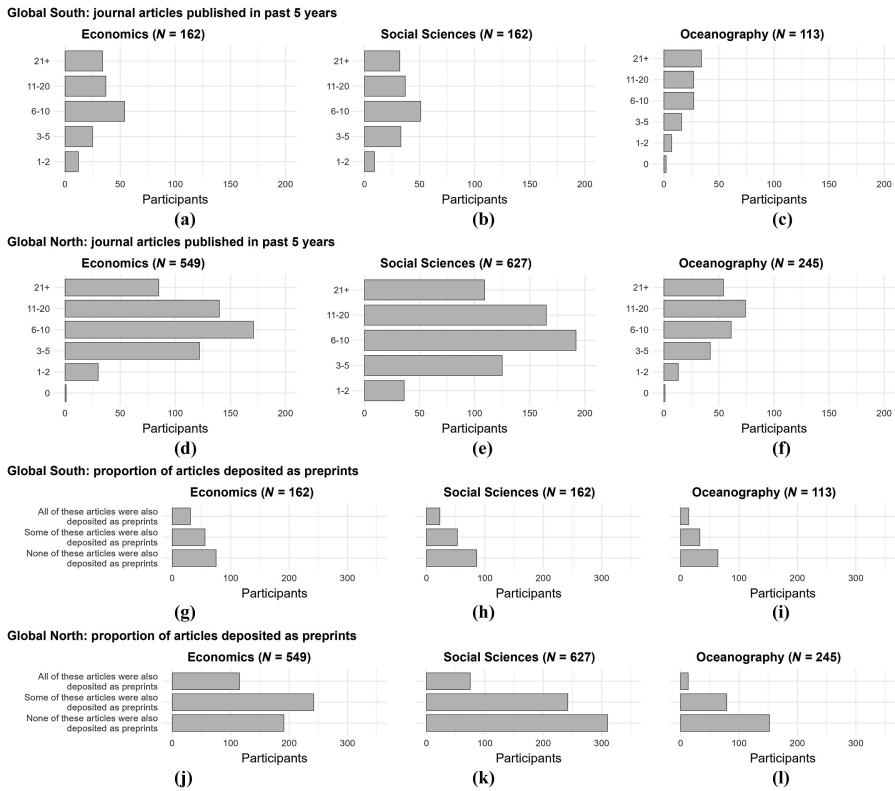 Global South: journal articles published in past 5 years
Economics (N = 162)
21+
11-20
6-10
3-5
1-2
0 50 100 150 200
Participants
(a)
Social Sciences (N = 162)
21+
11-20
6-10
3-5
1-2
0 50 100 150 200
Participants
(b)
Oceanography (N = 113)
21+
11-20
6-10
3-5
1-2
0
0 50 100 150 200
Participants
(c)
Global North: journal articles published in past 5 years
Economics (N = 549)
21+
11-20
6-10
3-5
1-2
0
0 50 100 150 200
Participants
(d)
Social Sciences (N = 627)
21+
11-20
6-10
3-5
1-2
0 50 100 150 200
Participants
(e)
Oceanography (N = 245)
21+
11-20
6-10
3-5
1-2
0
0 50 100 150 200
Participants
(f)
Global South: proportion of articles deposited as preprints
Economics (N = 162)
All of these articles were also
deposited as preprints
Some of these articles were also
deposited as preprints
None of these articles were also
deposited as preprints
0 100 200 300
Participants
(g)
Social Sciences (N = 162)
0 100 200 300
Participants
(h)
Oceanography (N = 113)
0 100 200 300
Participants
(i)
Global North: proportion of articles deposited as preprints
Economics (N = 549)
All of these articles were also
deposited as preprints
Some of these articles were also
deposited as preprints
None of these articles were also
deposited as preprints
0 100 200 300
Participants
(j)
Social Sciences (N = 627)
0 100 200 300
Participants
(k)
Oceanography (N = 245)
0 100 200 300
Participants
(l)